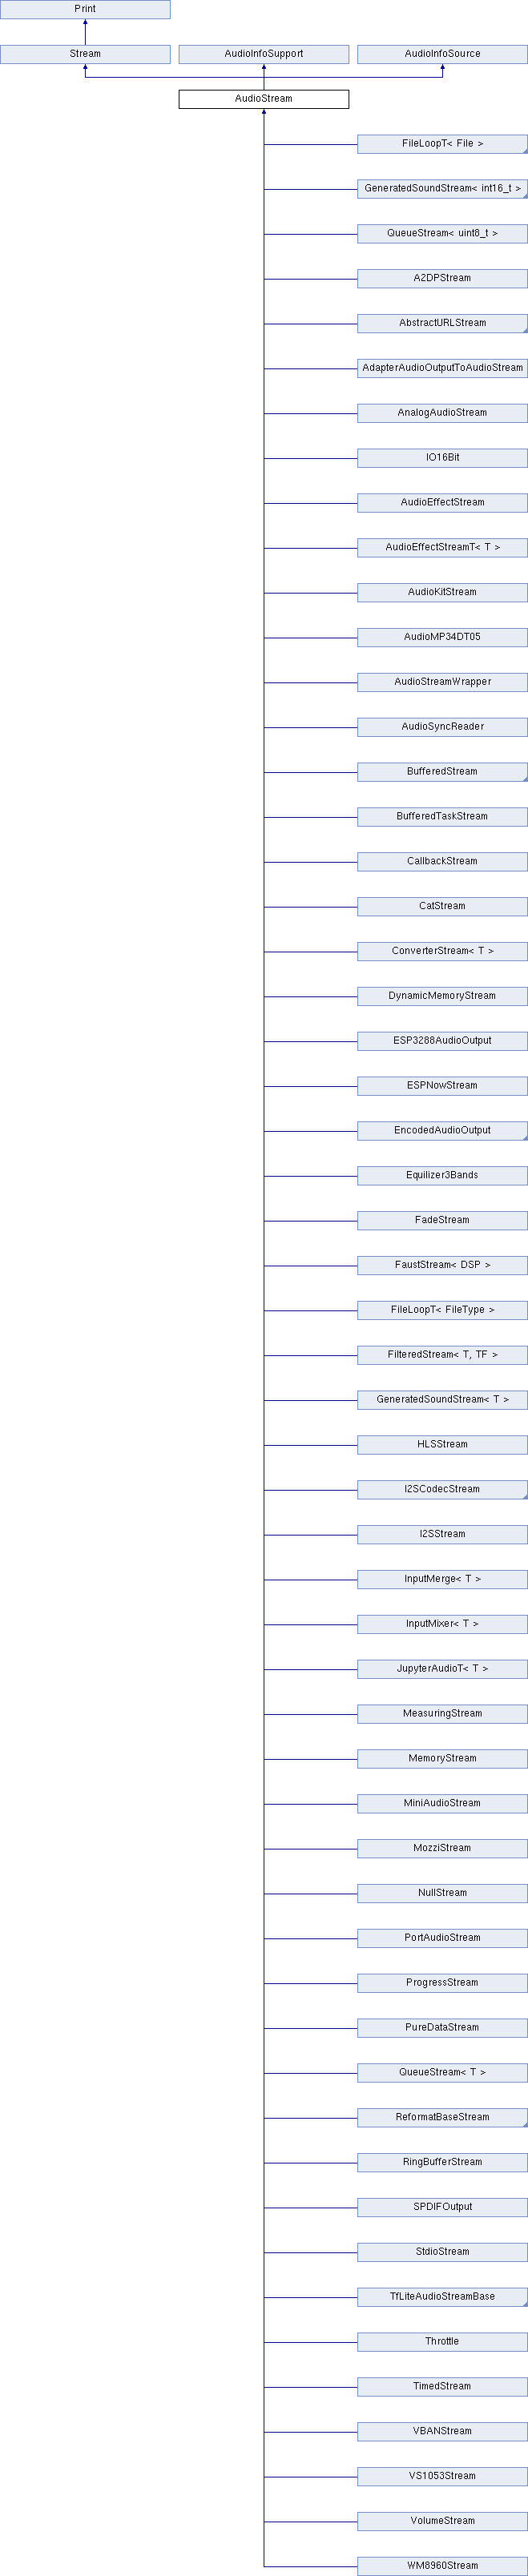 Print
Stream
AudioInfoSupport
AudioInfoSource
AudioStream
FileLoopT< File >
GeneratedSoundStream< int16_t >
QueueStream< uint8_t >
A2DPStream
AbstractURLStream
AdapterAudioOutputToAudioStream
AnalogAudioStream
IO16Bit
AudioEffectStream
AudioEffectStreamT< T >
AudioKitStream
AudioMP34DT05
AudioStreamWrapper
AudioSyncReader
BufferedStream
BufferedTaskStream
CallbackStream
CatStream
ConverterStream< T >
DynamicMemoryStream
ESP3288AudioOutput
ESPNowStream
EncodedAudioOutput
Equilizer3Bands
FadeStream
FaustStream< DSP >
FileLoopT< FileType >
FilteredStream< T, TF >
GeneratedSoundStream< T >
HLSStream
I2SCodecStream
I2SStream
InputMerge< T >
InputMixer< T >
JupyterAudioT< T >
MeasuringStream
MemoryStream
MiniAudioStream
MozziStream
NullStream
PortAudioStream
ProgressStream
PureDataStream
QueueStream< T >
ReformatBaseStream
RingBufferStream
SPDIFOutput
StdioStream
TfLiteAudioStreamBase
Throttle
TimedStream
VBANStream
VS1053Stream
VolumeStream
WM8960Stream